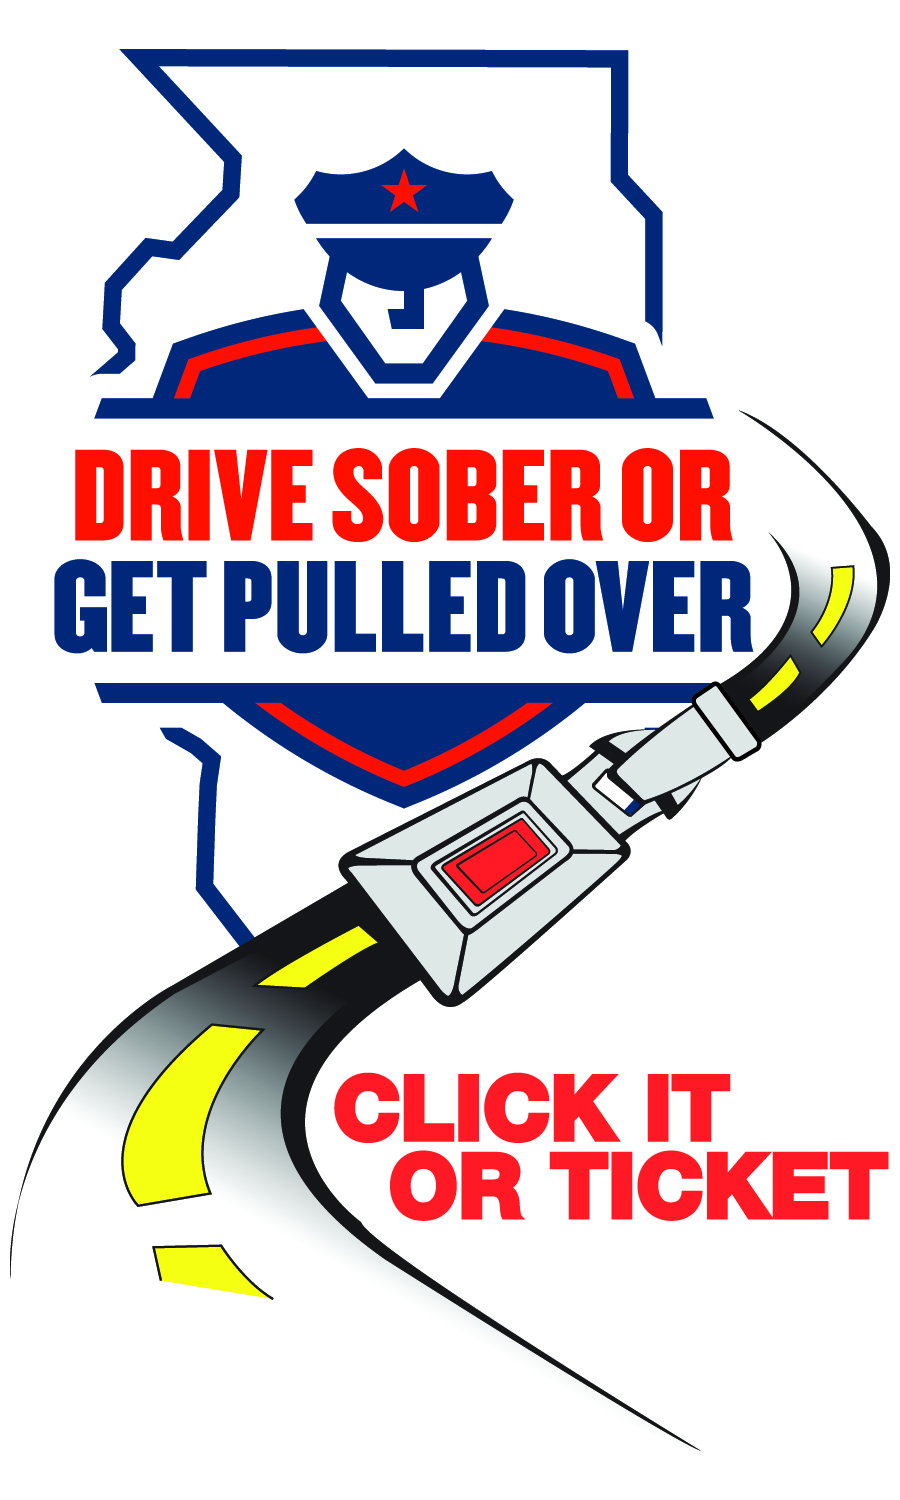 DRIVE SOBER OR
GET PULLED OVER
CLICK IT
OR TICKET